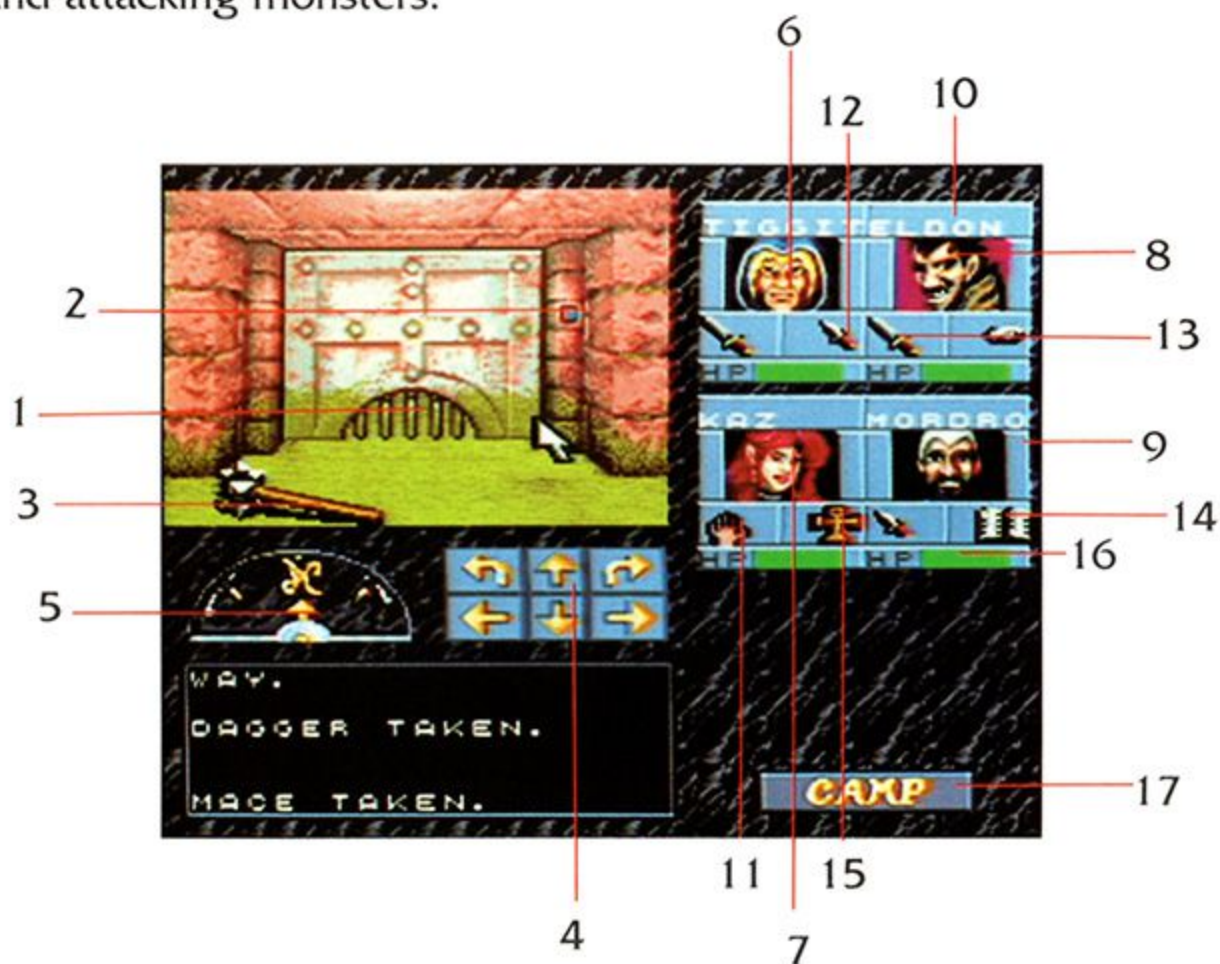 and attacking monsters.
6
12 10
TIGGIT ELDON
8
2
13
HP HP
1
KAZ MORDRO
9
3
14
HP HP
16
N
5
WAY.
DAGGER TAKEN.
MACE TAKEN.
CAMP
17
11 15
4
7